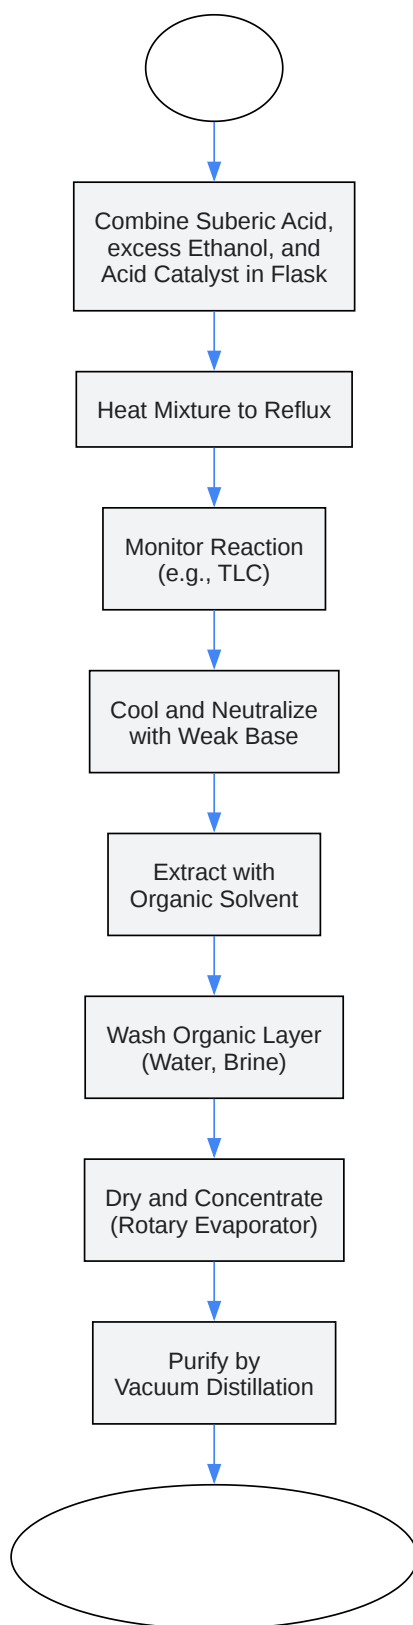 Combine Suberic Acid,
excess Ethanol, and
Acid Catalyst in Flask
Heat Mixture to Reflux
Monitor Reaction
(e.g., TLC)
Cool and Neutralize
with Weak Base
Extract with
Organic Solvent
Wash Organic Layer
(Water, Brine)
Dry and Concentrate
(Rotary Evaporator)
Purify by
Vacuum Distillation